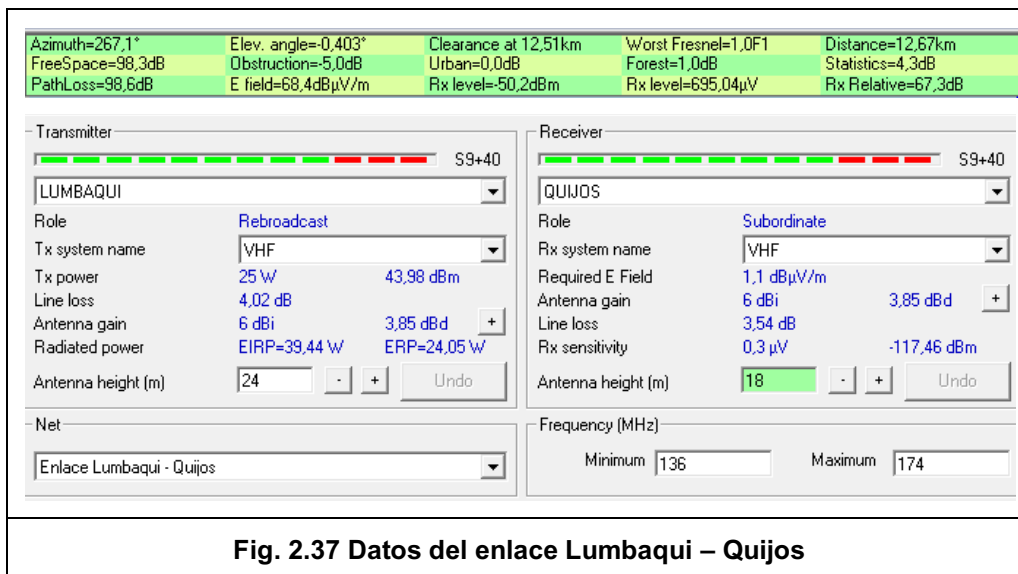 Azimuth=267,1° Elev. angle=-0,403° Clearance at 12,51km Worst Fresnel=1,0F1 Distance=12,67km
FreeSpace=98,3dB Obstruction=-5,0dB Urban=0,0dB Forest=1,0dB Statistics=4,3dB
PathLoss=98,6dB E field=68,4dBµV/m Rx level=-50,2dBm Rx level=695,04µV Rx Relative=67,3dB
Transmitter
S9+40
LUMBAQUI
Role Rebroadcast
Tx system name VHF
Tx power 25 W 43,98 dBm
Line loss 4,02 dB
Antenna gain 6 dBi 3,85 dBd +
Radiated power EIRP=39,44 W ERP=24,05 W
Antenna height (m) 24 - + Undo
Receiver
S9+40
QUIJOS
Role Subordinate
Rx system name VHF
Required E Field 1,1 dBµV/m
Antenna gain 6 dBi 3,85 dBd +
Line loss 3,54 dB
Rx sensitivity 0,3 µV -117,46 dBm
Antenna height (m) 18 - + Undo
Net
Enlace Lumbaqui - Quijos
Frequency (MHz)
Minimum 136 Maximum 174
Fig. 2.37 Datos del enlace Lumbaqui – Quijos